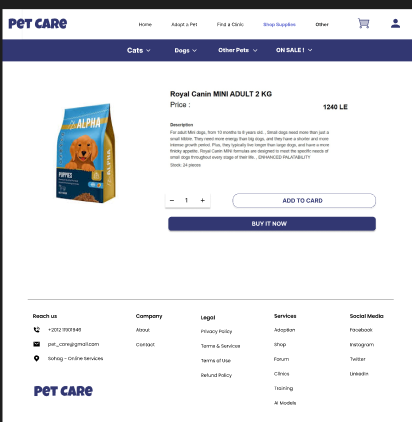 PET CARE
Home Adopt a Pet Find a Clinic Shop Supplies Other
Cats Dogs Other Pets ON SALE !
Royal Canin MINI ADULT 2 KG
Price :
1240 LE
ALPHA
PUPPIES
Description
For adult Mini dogs, from 10 months to 8 years old. , Small dogs need more than just a
small kibble. They need more energy than big dogs, and they have a shorter and more
intense growth period. Plus, they typically live longer than large dogs, and have a more
finicky appetite. Royal Canin MINI formulas are designed to meet the specific needs of
small dogs throughout every stage of their life. , ENHANCED PALATABILITY
Stock: 24 pieces
− 1 +
ADD TO CARD
BUY IT NOW
Reach us
+2012 11901946
pet_care@gmail.com
Sohag - Online Services
PET CARE
Company
About
Contact
Legal
Privacy Policy
Terms & Services
Terms of Use
Refund Policy
Services
Adoption
Shop
Forum
Clinics
Training
AI Models
Social Media
Facebook
Instagram
Twitter
LinkedIn